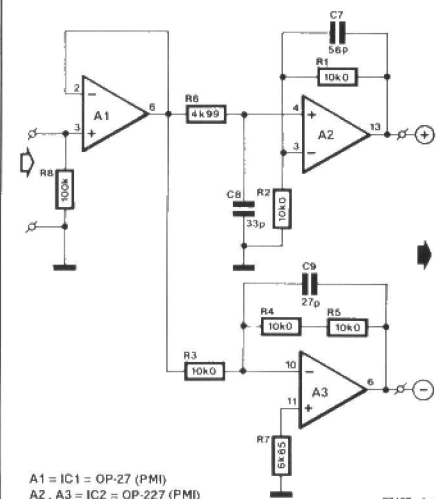 C7
56p
R1
10k0
2
A1
6
R6
4k99
4
A2
13
+
3
+
3
−
R8
100k
C8
33p
R2
10k0
C9
27p
R4
10k0
R5
10k0
R3
10k0
10
−
A3
6
−
11
+
R7
6k65
A1 = IC1 = OP-27 (PMI)
A2, A3 = IC2 = OP-227 (PMI)